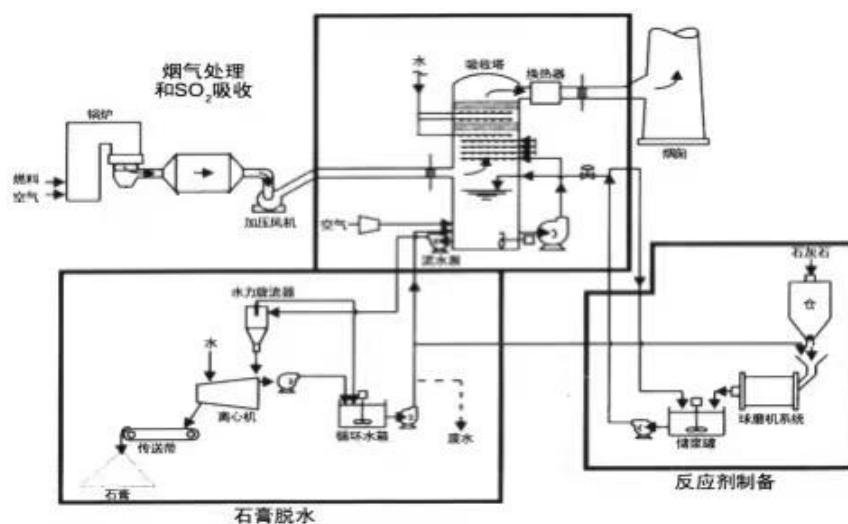 烟气处理
和SO₂吸收
锅炉
燃料
空气
加压风机
水
吸收塔
换热器
烟囱
空气
水力旋流器
水
离心机
传送带
石膏
循环水箱
废水
石膏脱水
石灰石
仓
球磨机系统
储浆罐
反应剂制备